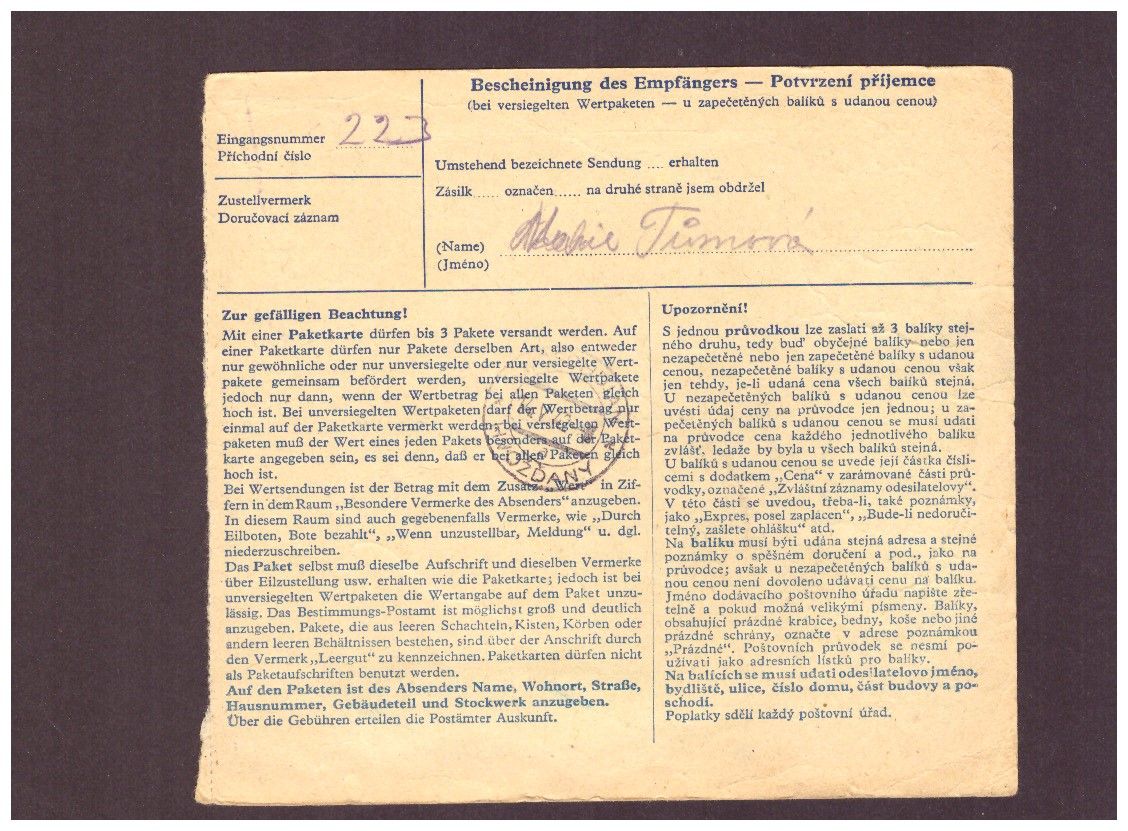 Bescheinigung des Empfängers — Potvrzení příjemce
(bei versiegelten Wertpaketen — u zapečetěných balíků s udanou cenou)
Eingangsnummer 223
Příchodní číslo
Umstehend bezeichnete Sendung .... erhalten
Zásilk ..... označen ..... na druhé straně jsem obdržel
Zustellvermerk
Doručovací záznam
(Name) Marie Tůmová
(Jméno)
Zur gefälligen Beachtung!
Mit einer Paketkarte dürfen bis 3 Pakete versandt werden. Auf
einer Paketkarte dürfen nur Pakete derselben Art, also entweder
nur gewöhnliche oder nur unversiegelte oder nur versiegelte Wert-
pakete gemeinsam befördert werden, unversiegelte Wertpakete
jedoch nur dann, wenn der Wertbetrag bei allen Paketen gleich
hoch ist. Bei unversiegelten Wertpaketen darf der Wertbetrag nur
einmal auf der Paketkarte vermerkt werden; bei versiegelten Wert-
paketen muß der Wert eines jeden Pakets besonders auf der Paket-
karte angegeben sein, es sei denn, daß er bei allen Paketen gleich
hoch ist.
Bei Wertsendungen ist der Betrag mit dem Zusatz „Wert" in Zif-
fern in dem Raum „Besondere Vermerke des Absenders" anzugeben.
In diesem Raum sind auch gegebenenfalls Vermerke, wie „Durch
Eilboten, Bote bezahlt", „Wenn unzustellbar, Meldung" u. dgl.
niederzuschreiben.
Das Paket selbst muß dieselbe Aufschrift und dieselben Vermerke
über Eilzustellung usw. erhalten wie die Paketkarte; jedoch ist bei
unversiegelten Wertpaketen die Wertangabe auf dem Paket unzu-
lässig. Das Bestimmungs-Postamt ist möglichst groß und deutlich
anzugeben. Pakete, die aus leeren Schachteln, Kisten, Körben oder
andern leeren Behältnissen bestehen, sind über der Anschrift durch
den Vermerk „Leergut" zu kennzeichnen. Paketkarten dürfen nicht
als Paketaufschriften benutzt werden.
Auf den Paketen ist des Absenders Name, Wohnort, Straße,
Hausnummer, Gebäudeteil und Stockwerk anzugeben.
Über die Gebühren erteilen die Postämter Auskunft.
HVOŽDANY
Upozornění!
S jednou průvodkou lze zaslati až 3 balíky stej-
ného druhu, tedy buď obyčejné balíky nebo jen
nezapečetěné nebo jen zapečetěné balíky s udanou
cenou, nezapečetěné balíky s udanou cenou však
jen tehdy, je-li udaná cena všech balíků stejná.
U nezapečetěných balíků s udanou cenou lze
uvésti údaj ceny na průvodce jen jednou; u za-
pečetěných balíků s udanou cenou se musí udati
na průvodce cena každého jednotlivého balíku
zvlášť, ledaže by byla u všech balíků stejná.
U balíků s udanou cenou se uvede její částka čísli-
cemi s dodatkem „Cena" v zarámované části prů-
vodky, označené „Zvláštní záznamy odesilatelovy".
V této části se uvedou, třeba-li, také poznámky,
jako „Expres, posel zaplacen", „Bude-li nedoruči-
telný, zašlete ohlášku" atd.
Na balíku musí býti udána stejná adresa a stejné
poznámky o spěšném doručení a pod., jako na
průvodce; avšak u nezapečetěných balíků s uda-
nou cenou není dovoleno udávati cenu na balíku.
Jméno dodávacího poštovního úřadu napište zře-
telně a pokud možná velikými písmeny. Balíky,
obsahující prázdné krabice, bedny, koše nebo jiné
prázdné schrány, označte v adrese poznámkou
„Prázdné". Poštovních průvodek se nesmí po-
užívati jako adresních lístků pro balíky.
Na balících se musí udati odesilatelovo jméno,
bydliště, ulice, číslo domu, část budovy a po-
schodí.
Poplatky sdělí každý poštovní úřad.